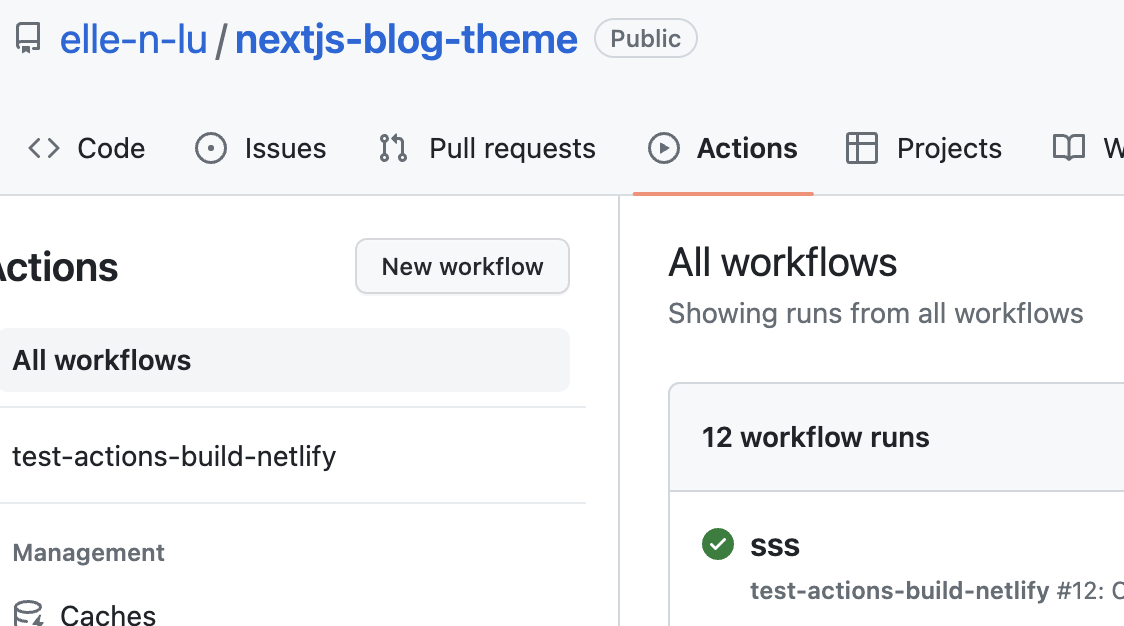 elle-n-lu / nextjs-blog-theme Public
Code Issues Pull requests Actions Projects
Actions New workflow
All workflows
test-actions-build-netlify
Management
Caches
All workflows
Showing runs from all workflows
12 workflow runs
sss
test-actions-build-netlify #12: